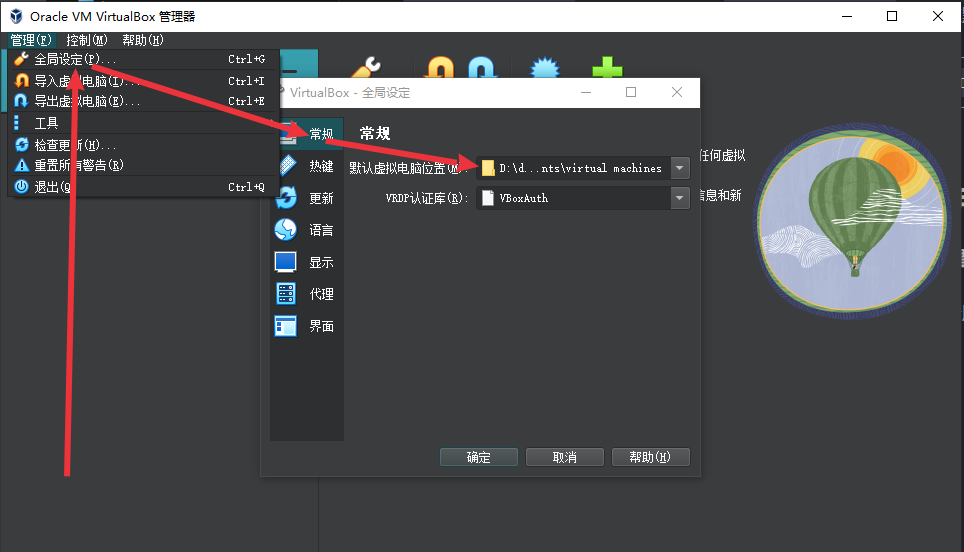 Oracle VM VirtualBox 管理器
管理(F) 控制(M) 帮助(H)
全局设定(P)... Ctrl+G
导入虚拟电脑(I)... Ctrl+I
导出虚拟电脑(E)... Ctrl+E
工具
检查更新(H)...
重置所有警告(R)
退出(Q) Ctrl+Q
VirtualBox - 全局设定
常规
热键
更新
语言
显示
代理
界面
常规
默认虚拟电脑位置(M): D:\d...nts\virtual machines
VRDP认证库(R): VBoxAuth
任何虚拟
信息和新
确定 取消 帮助(H)